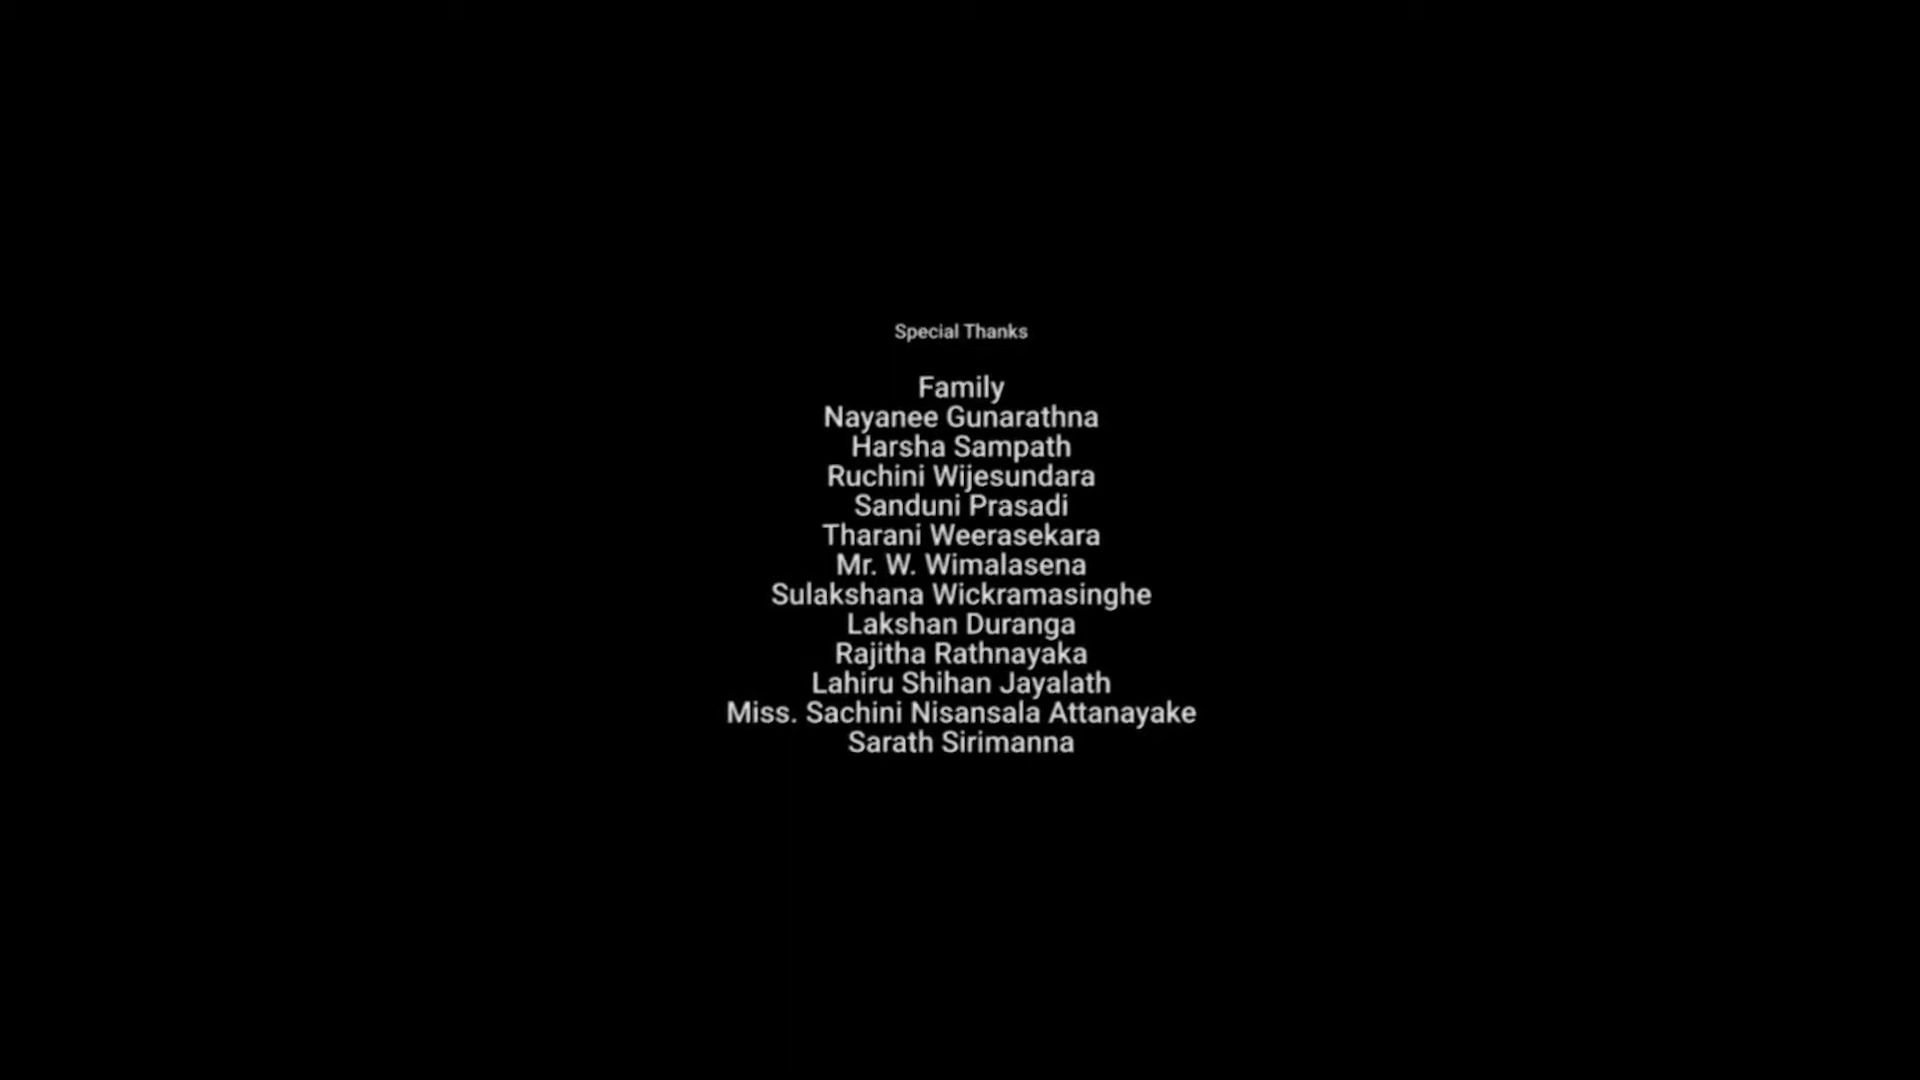 Special Thanks
Family
Nayanee Gunarathna
Harsha Sampath
Ruchini Wijesundara
Sanduni Prasadi
Tharani Weerasekara
Mr. W. Wimalasena
Sulakshana Wickramasinghe
Lakshan Duranga
Rajitha Rathnayaka
Lahiru Shihan Jayalath
Miss. Sachini Nisansala Attanayake
Sarath Sirimanna